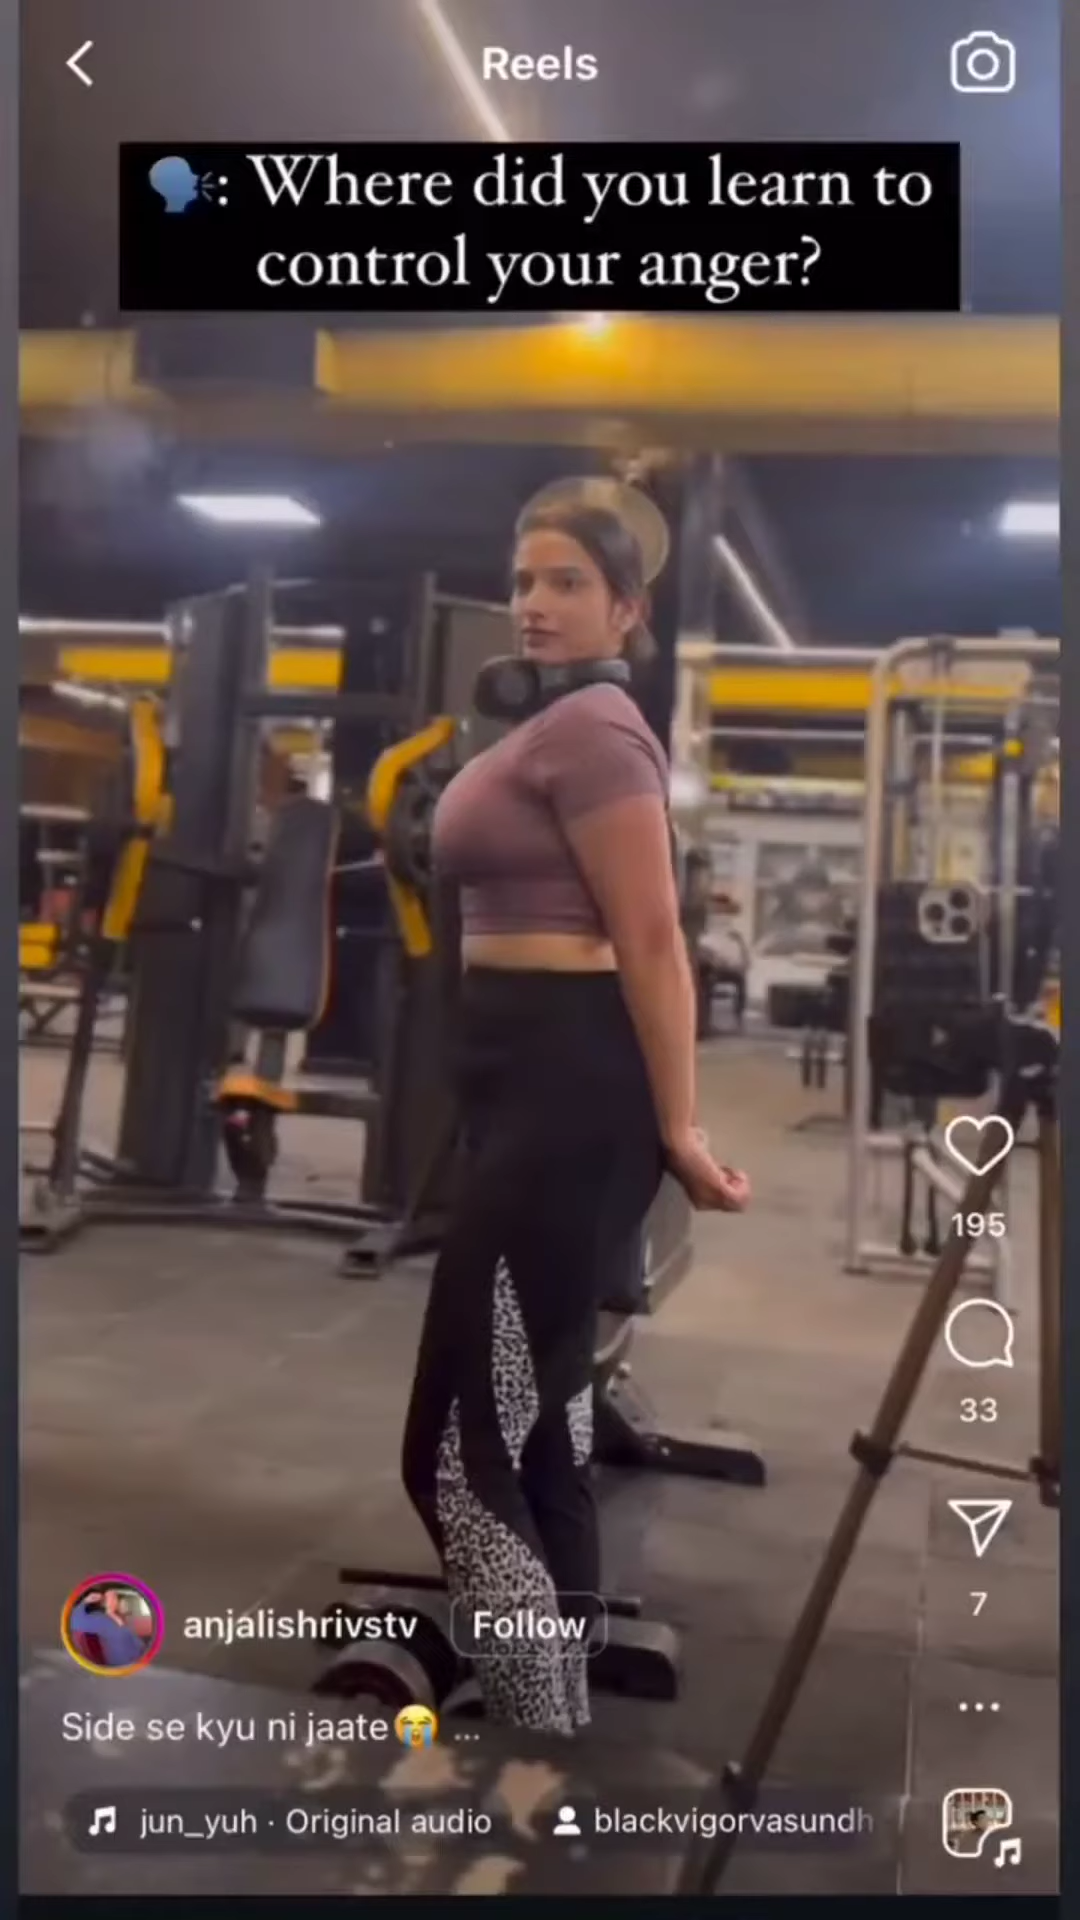 Reels
🗣️: Where did you learn to
control your anger?
195
33
7
anjalishrivstv
Follow
Side se kyu ni jaate😭 ...
jun_yuh · Original audio
blackvigorvasundh